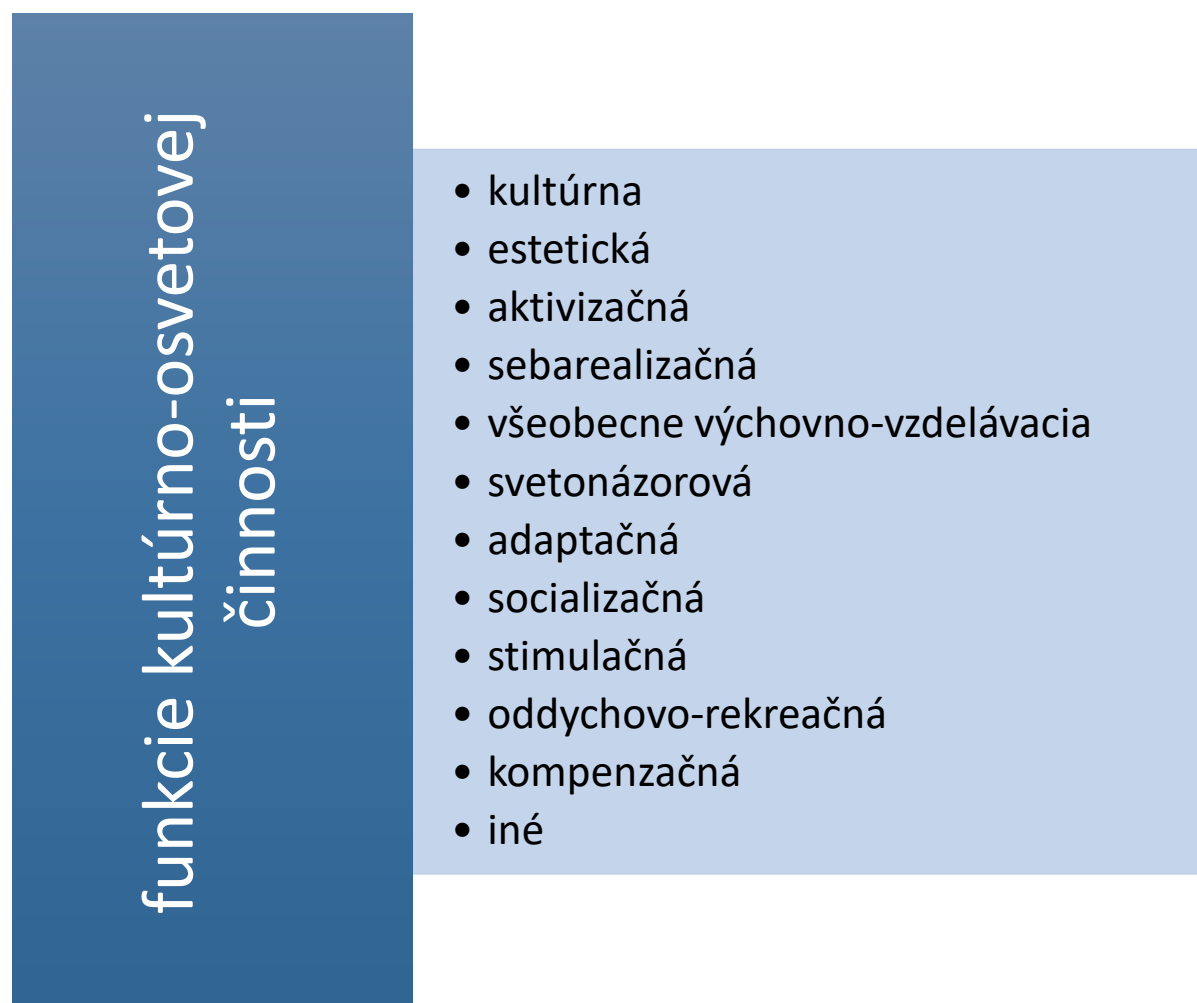 funkcie kultúrno-osvetovej
činnosti
• kultúrna
• estetická
• aktivizačná
• sebarealizačná
• všeobecne výchovno-vzdelávacia
• svetonázorová
• adaptačná
• socializačná
• stimulačná
• oddychovo-rekreačná
• kompenzačná
• iné